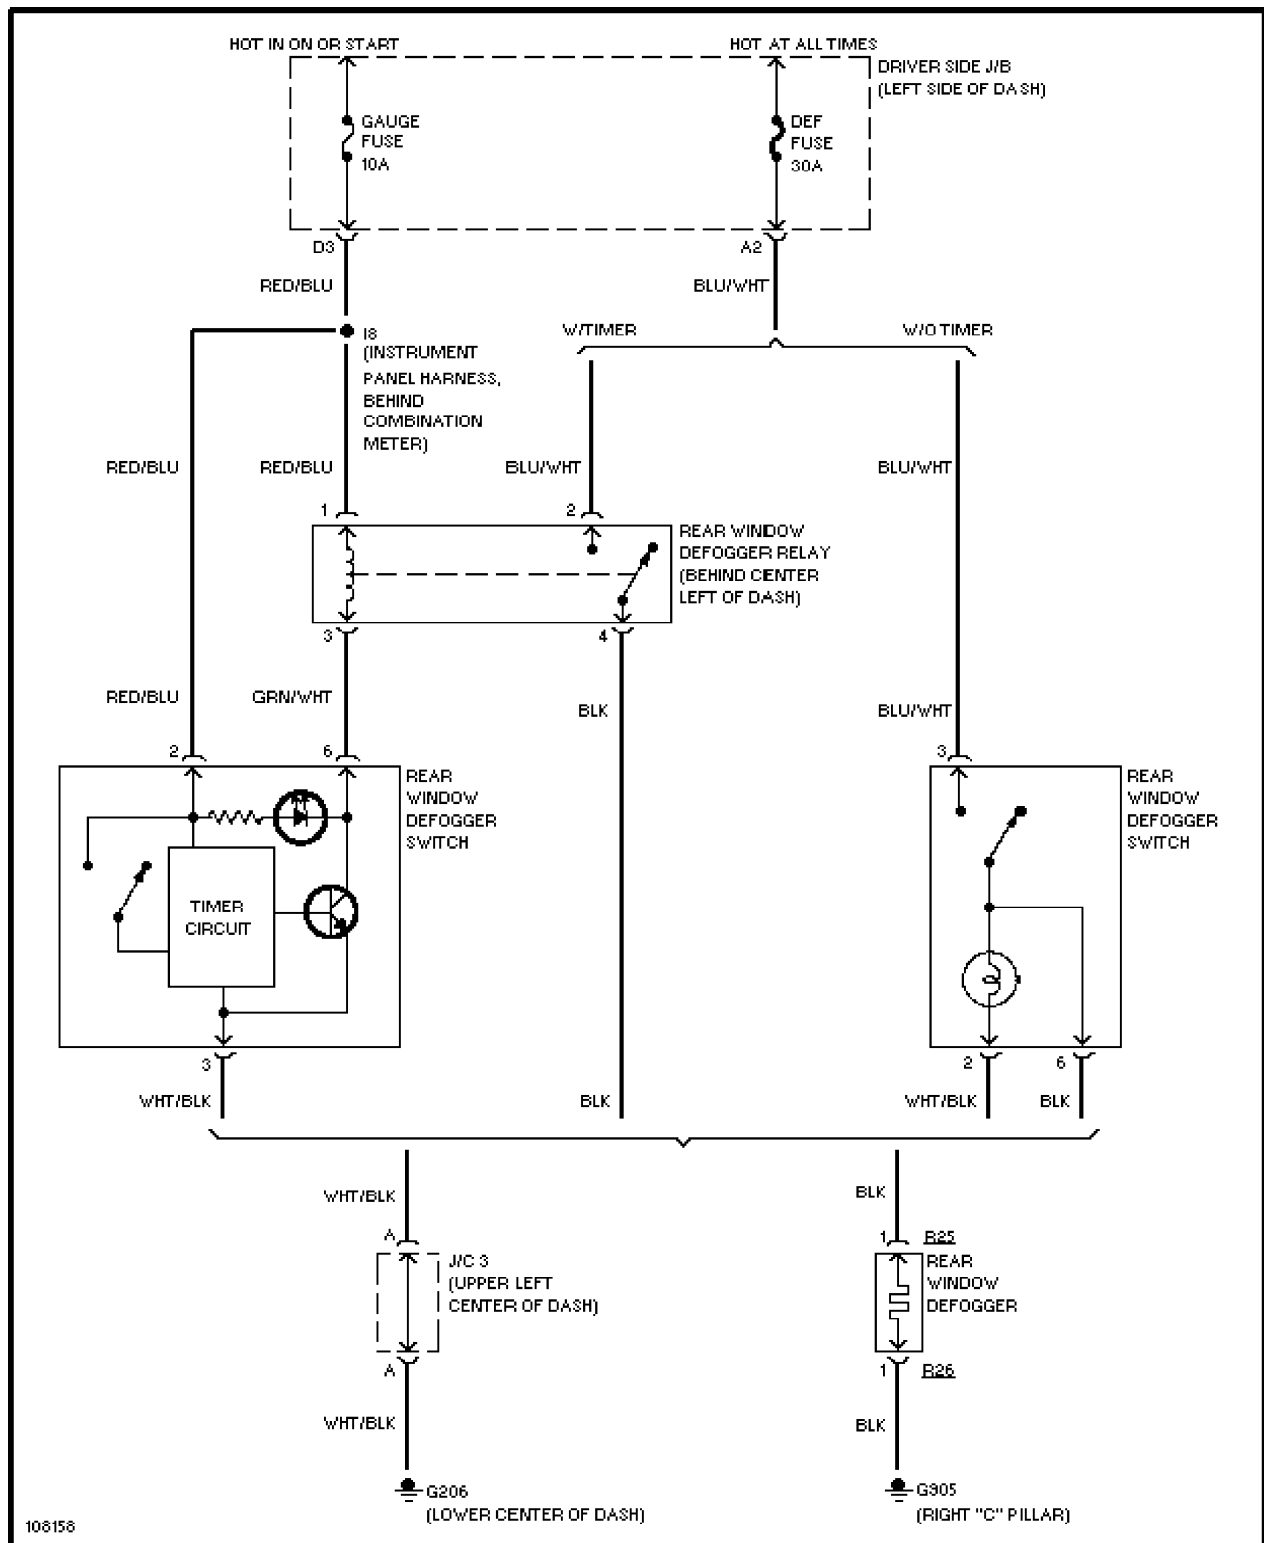 HOT IN ON OR START
HOT AT ALL TIMES
DRIVER SIDE J/B
(LEFT SIDE OF DASH)
GAUGE
FUSE
10A
DEF
FUSE
30A
D3
A2
RED/BLU
BLU/WHT
I8
(INSTRUMENT
PANEL HARNESS,
BEHIND
COMBINATION
METER)
W/TIMER
W/O TIMER
RED/BLU
RED/BLU
BLU/WHT
BLU/WHT
1
2
REAR WINDOW
DEFOGGER RELAY
(BEHIND CENTER
LEFT OF DASH)
3
4
RED/BLU
GRN/WHT
BLK
BLU/WHT
2
6
3
REAR
WINDOW
DEFOGGER
SWITCH
REAR
WINDOW
DEFOGGER
SWITCH
TIMER
CIRCUIT
3
2
6
WHT/BLK
BLK
WHT/BLK
BLK
WHT/BLK
BLK
A
1
R25
J/C 3
(UPPER LEFT
CENTER OF DASH)
REAR
WINDOW
DEFOGGER
A
1
R26
WHT/BLK
BLK
G206
(LOWER CENTER OF DASH)
G905
(RIGHT "C" PILLAR)
108158